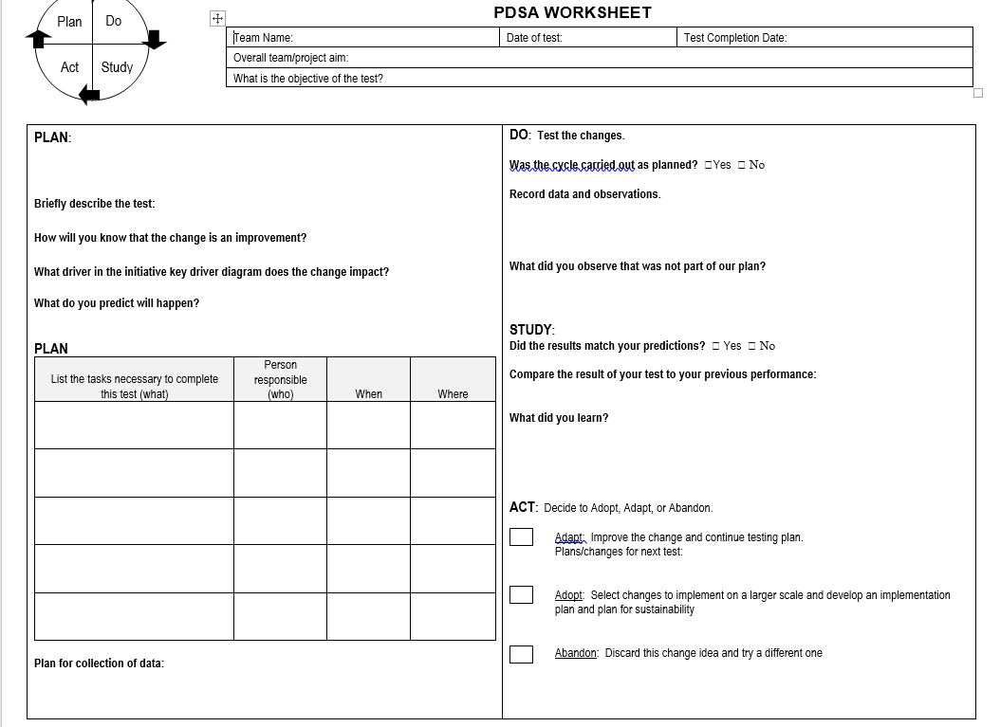 Plan Do
Act Study
PDSA WORKSHEET
Team Name: Date of test: Test Completion Date:
Overall team/project aim:
What is the objective of the test?
PLAN:
Briefly describe the test:
How will you know that the change is an improvement?
What driver in the initiative key driver diagram does the change impact?
What do you predict will happen?
PLAN
List the tasks necessary to complete
this test (what)
Person
responsible
(who)
When
Where
Plan for collection of data:
DO: Test the changes.
Was the cycle carried out as planned? □Yes □ No
Record data and observations.
What did you observe that was not part of our plan?
STUDY:
Did the results match your predictions? □ Yes □ No
Compare the result of your test to your previous performance:
What did you learn?
ACT: Decide to Adopt, Adapt, or Abandon.
Adapt: Improve the change and continue testing plan.
Plans/changes for next test:
Adopt: Select changes to implement on a larger scale and develop an implementation
plan and plan for sustainability
Abandon: Discard this change idea and try a different one